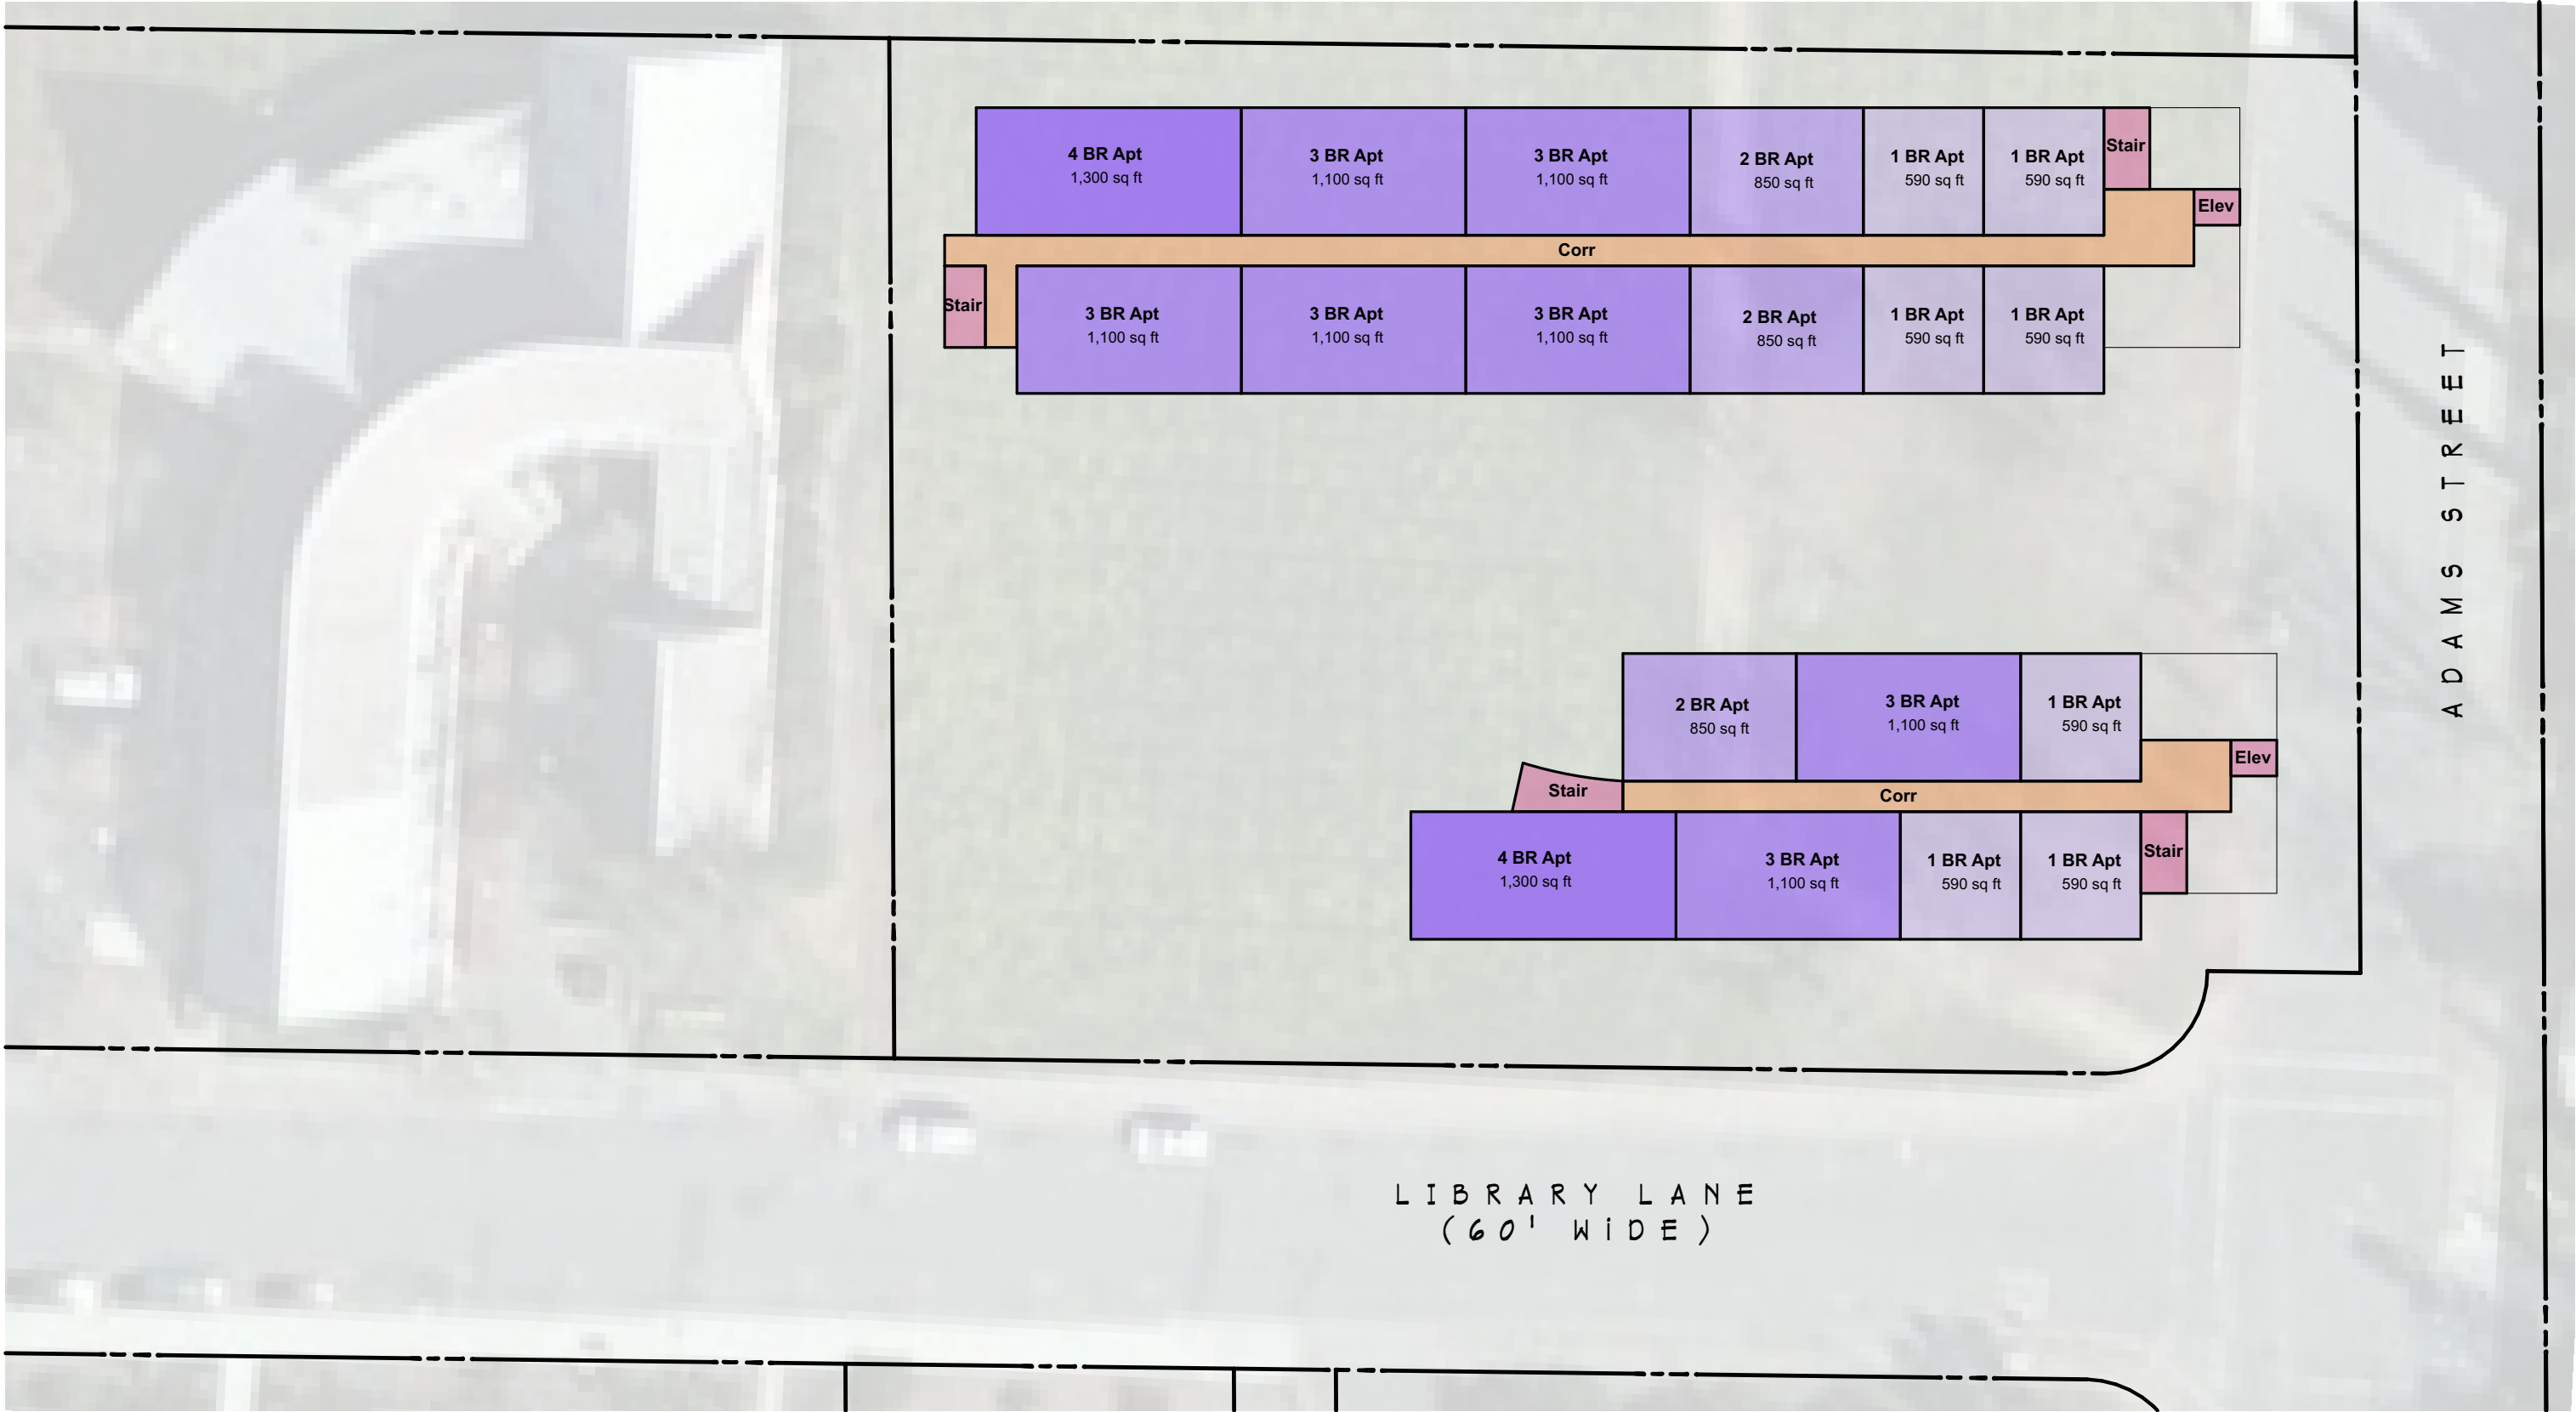 4 BR Apt
1,300 sq ft
3 BR Apt
1,100 sq ft
3 BR Apt
1,100 sq ft
2 BR Apt
850 sq ft
1 BR Apt
590 sq ft
1 BR Apt
590 sq ft
Stair
Elev
Corr
Stair
3 BR Apt
1,100 sq ft
3 BR Apt
1,100 sq ft
3 BR Apt
1,100 sq ft
2 BR Apt
850 sq ft
1 BR Apt
590 sq ft
1 BR Apt
590 sq ft
ADAMS STREET
2 BR Apt
850 sq ft
3 BR Apt
1,100 sq ft
1 BR Apt
590 sq ft
Elev
Stair
Corr
4 BR Apt
1,300 sq ft
3 BR Apt
1,100 sq ft
1 BR Apt
590 sq ft
1 BR Apt
590 sq ft
Stair
LIBRARY LANE
(60' WiDE)